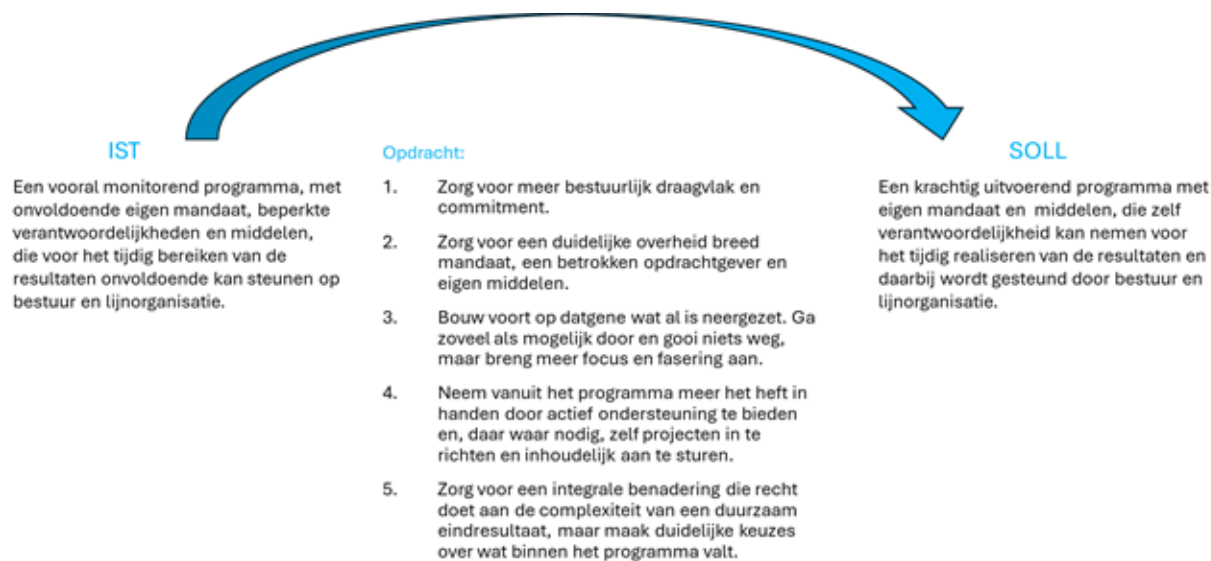 IST
Een vooral monitorend programma, met
onvoldoende eigen mandaat, beperkte
verantwoordelijkheden en middelen,
die voor het tijdig bereiken van de
resultaten onvoldoende kan steunen op
bestuur en lijnorganisatie.
Opdracht:
1. Zorg voor meer bestuurlijk draagvlak en
commitment.
2. Zorg voor een duidelijke overheid breed
mandaat, een betrokken opdrachtgever en
eigen middelen.
3. Bouw voort op datgene wat al is neergezet. Ga
zoveel als mogelijk door en gooi niets weg,
maar breng meer focus en fasering aan.
4. Neem vanuit het programma meer het heft in
handen door actief ondersteuning te bieden
en, daar waar nodig, zelf projecten in te
richten en inhoudelijk aan te sturen.
5. Zorg voor een integrale benadering die recht
doet aan de complexiteit van een duurzaam
eindresultaat, maar maak duidelijke keuzes
over wat binnen het programma valt.
SOLL
Een krachtig uitvoerend programma met
eigen mandaat en middelen, die zelf
verantwoordelijkheid kan nemen voor
het tijdig realiseren van de resultaten en
daarbij wordt gesteund door bestuur en
lijnorganisatie.